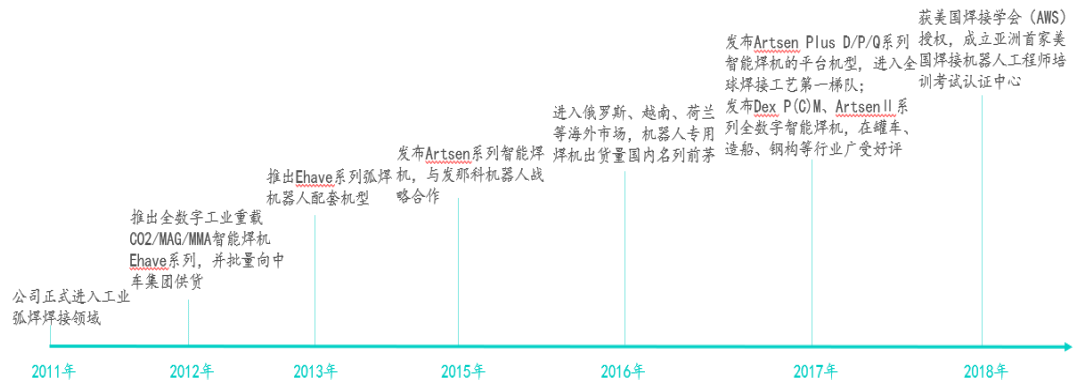 公司正式进入工业
弧焊焊接领域
推出全数字工业重载
CO2/MAG/MMA智能焊机
Ehave系列，并批量向中
车集团供货
推出Ehave系列弧焊
机器人配套机型
发布Artsen系列智能焊
机，与发那科机器人战
略合作
进入俄罗斯、越南、荷兰
等海外市场，机器人专用
焊机出货量国内名列前茅
发布Artsen Plus D/P/Q系列
智能焊机的平台机型，进入全
球焊接工艺第一梯队；
发布Dex P(C)M、ArtsenⅡ系
列全数字智能焊机，在罐车、
造船、钢构等行业广受好评
获美国焊接学会（AWS）
授权，成立亚洲首家美
国焊接机器人工程师培
训考试认证中心
2011年
2012年
2013年
2015年
2016年
2017年
2018年